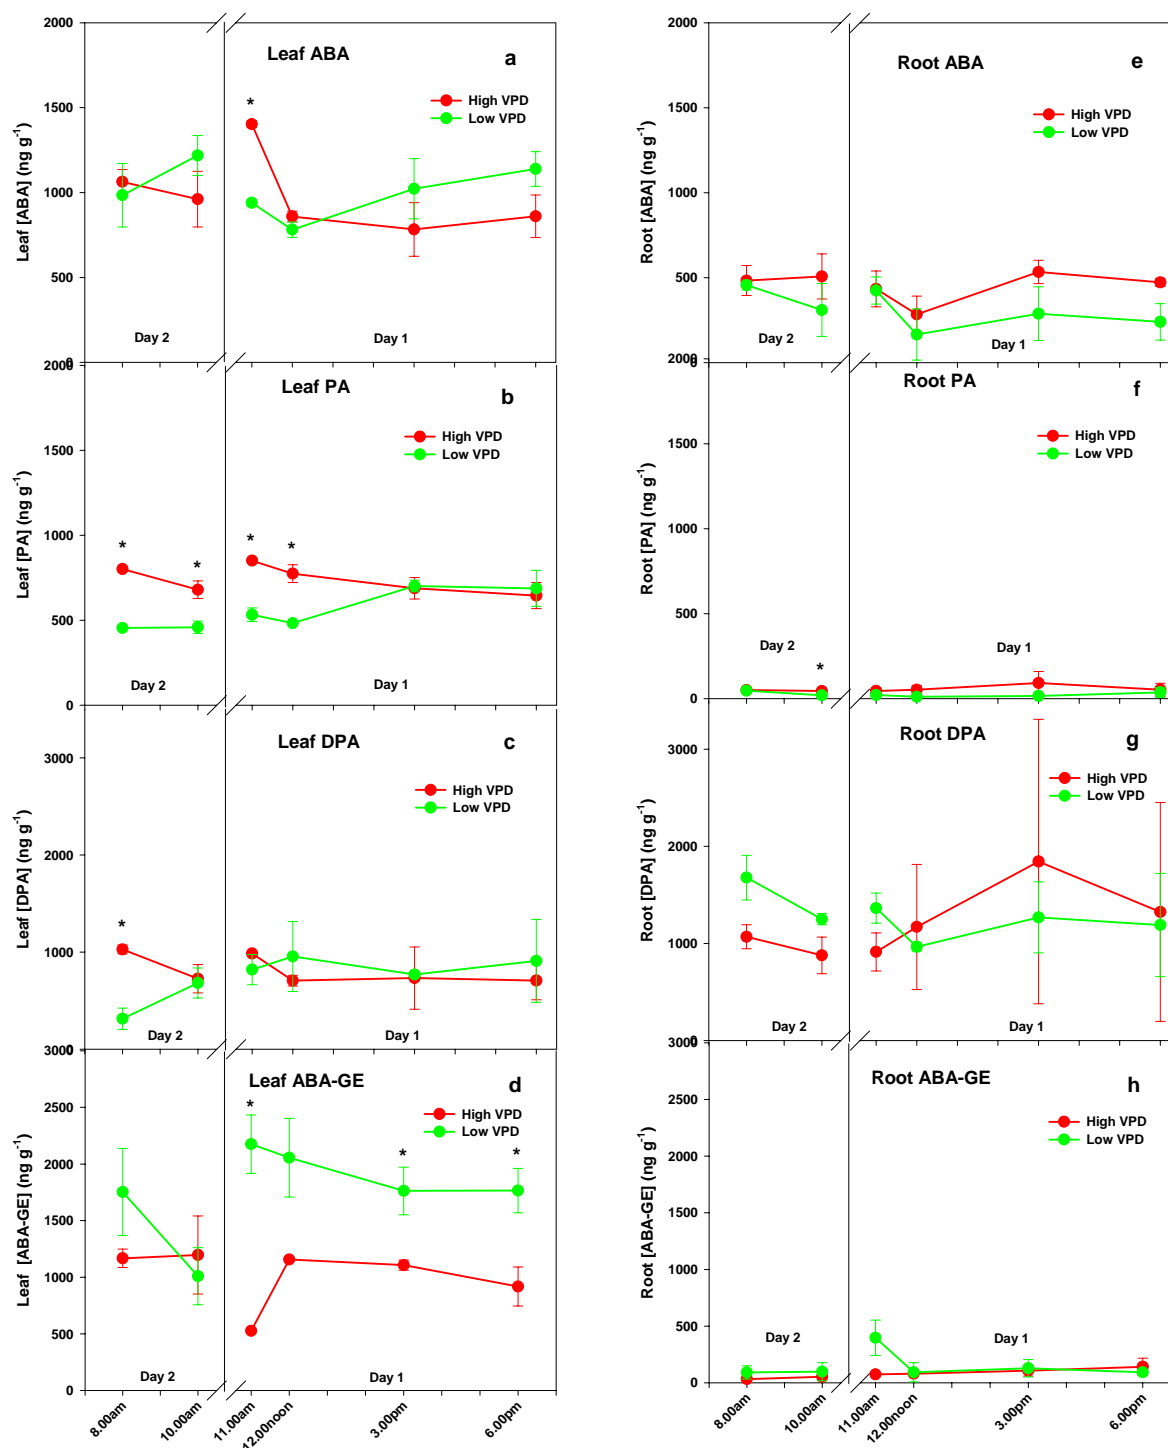 2000
Leaf ABA
a
High VPD
Low VPD
*
1500
1000
500
0
Leaf [ABA] (ng g-1)
Day 2
Day 1
2000
Leaf PA
b
High VPD
Low VPD
1500
1000
500
0
Leaf [PA] (ng g-1)
*
*
*
*
Day 2
Day 1
Leaf DPA
c
High VPD
Low VPD
3000
2000
1000
0
Leaf [DPA] (ng g-1)
*
Day 2
Day 1
3000
Leaf ABA-GE
d
High VPD
Low VPD
2500
2000
1500
1000
500
0
Leaf [ABA-GE] (ng g-1)
*
*
*
Day 2
Day 1
8.00am
10.00am
11.00am
12.00noon
3.00pm
6.00pm
2000
Root ABA
e
High VPD
Low VPD
1500
1000
500
0
Root [ABA] (ng g-1)
Day 2
Day 1
2000
Root PA
f
High VPD
Low VPD
1500
1000
500
0
Root [PA] (ng g-1)
Day 2
*
Day 1
Root DPA
g
High VPD
Low VPD
3000
2000
1000
0
Root [DPA] (ng g-1)
Day 2
Day 1
3000
Root ABA-GE
h
High VPD
Low VPD
2500
2000
1500
1000
500
0
Root [ABA-GE] (ng g-1)
Day 2
Day 1
8.00am
10.00am
11.00am
12.00noon
3.00pm
6.00pm